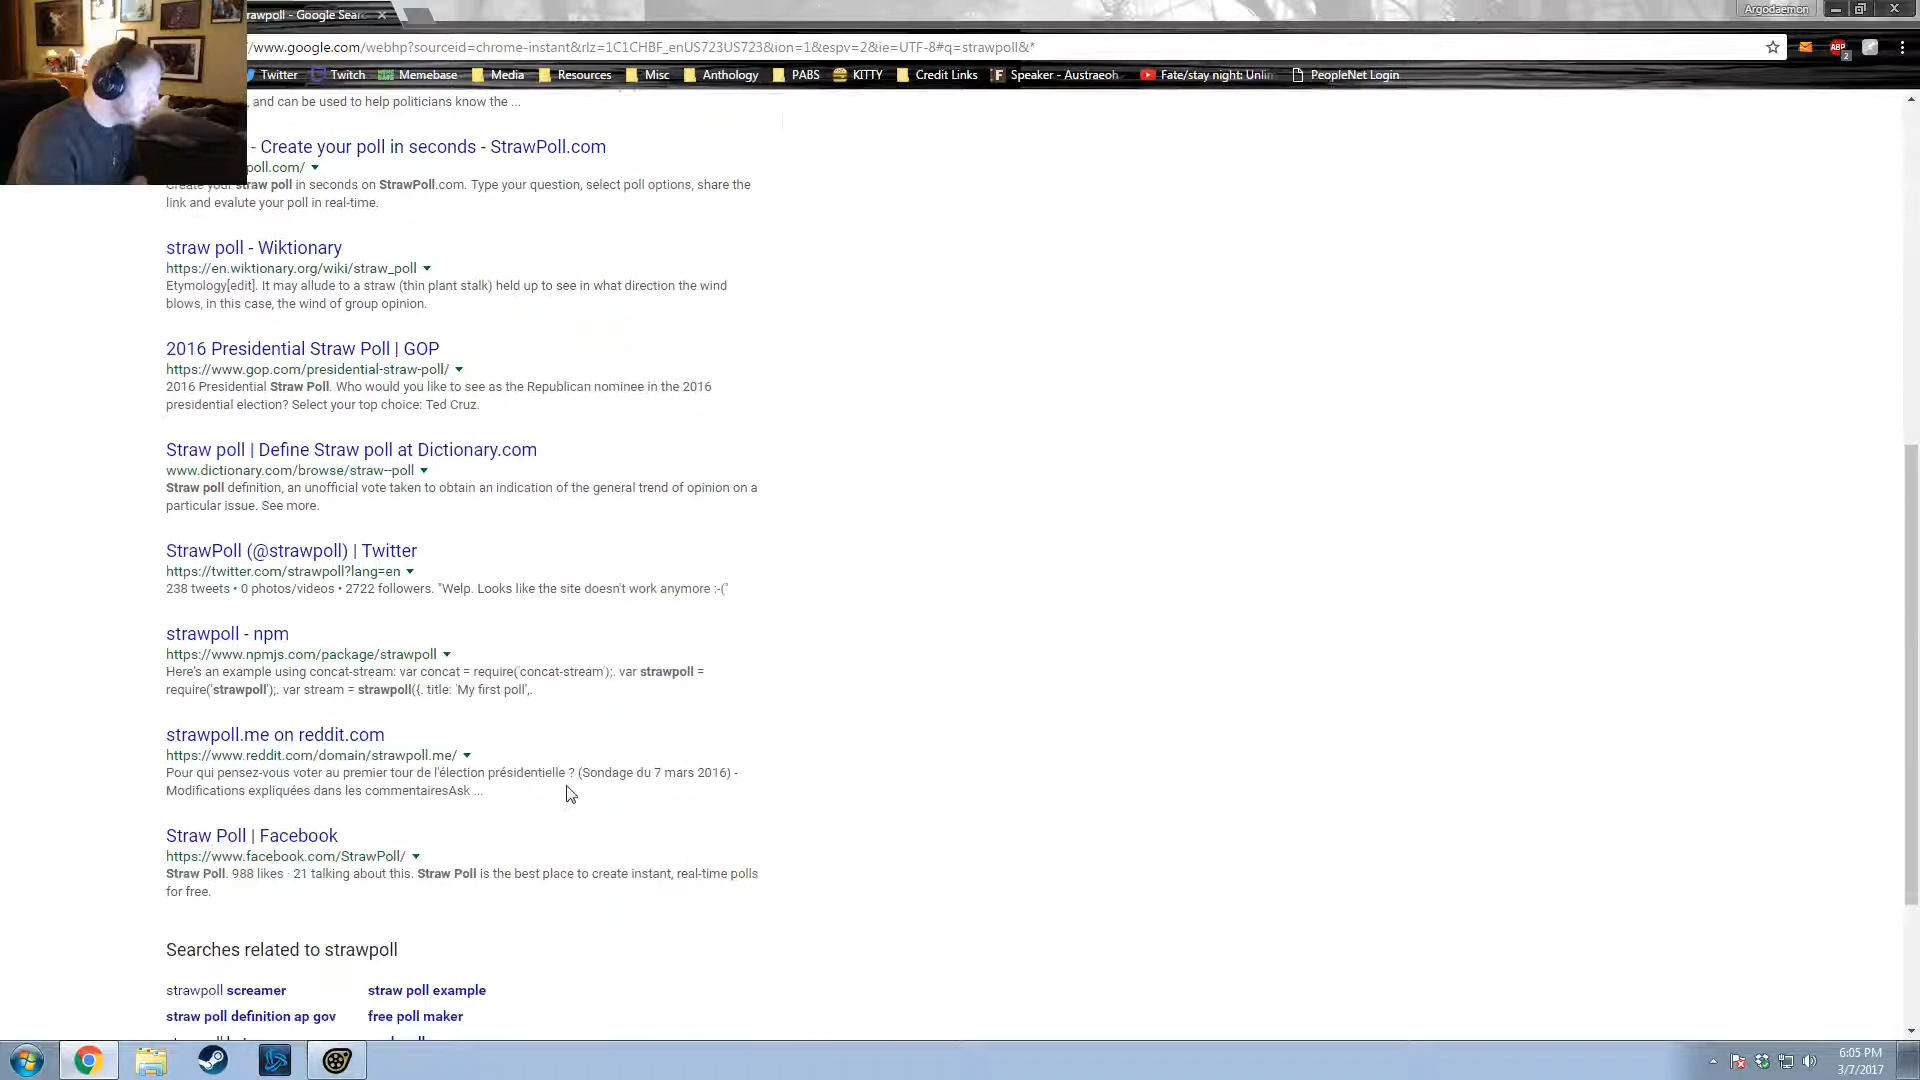 rawpoll - Google Sear
Argodaemon
/www.google.com/webhp?sourceid=chrome-instant&rlz=1C1CHBF_enUS723US723&ion=1&espv=2&ie=UTF-8#q=strawpoll&*
Twitter
Twitch
Memebase
Media
Resources
Misc
Anthology
PABS
KITTY
Credit Links
Speaker - Austraeoh
Fate/stay night: Unlin
PeopleNet Login
ABP
2
and can be used to help politicians know the ...
- Create your poll in seconds - StrawPoll.com
poll.com/
Create your straw poll in seconds on StrawPoll.com. Type your question, select poll options, share the
link and evalute your poll in real-time.
straw poll - Wiktionary
https://en.wiktionary.org/wiki/straw_poll
Etymology[edit]. It may allude to a straw (thin plant stalk) held up to see in what direction the wind
blows, in this case, the wind of group opinion.
2016 Presidential Straw Poll | GOP
https://www.gop.com/presidential-straw-poll/
2016 Presidential Straw Poll. Who would you like to see as the Republican nominee in the 2016
presidential election? Select your top choice: Ted Cruz.
Straw poll | Define Straw poll at Dictionary.com
www.dictionary.com/browse/straw--poll
Straw poll definition, an unofficial vote taken to obtain an indication of the general trend of opinion on a
particular issue. See more.
StrawPoll (@strawpoll) | Twitter
https://twitter.com/strawpoll?lang=en
238 tweets • 0 photos/videos • 2722 followers. "Welp. Looks like the site doesn't work anymore :-("
strawpoll - npm
https://www.npmjs.com/package/strawpoll
Here's an example using concat-stream: var concat = require('concat-stream');. var strawpoll =
require('strawpoll');. var stream = strawpoll({. title: 'My first poll',.
strawpoll.me on reddit.com
https://www.reddit.com/domain/strawpoll.me/
Pour qui pensez-vous voter au premier tour de l'élection présidentielle ? (Sondage du 7 mars 2016) -
Modifications expliquées dans les commentairesAsk ...
Straw Poll | Facebook
https://www.facebook.com/StrawPoll/
Straw Poll. 988 likes · 21 talking about this. Straw Poll is the best place to create instant, real-time polls
for free.
Searches related to strawpoll
strawpoll screamer
straw poll example
straw poll definition ap gov
free poll maker
6:05 PM
3/7/2017